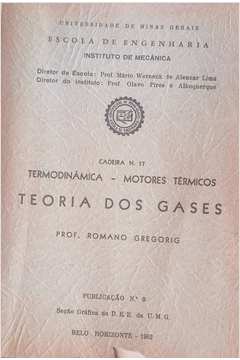 UNIVERSIDADE DE MINAS GERAIS
ESCOLA DE ENGENHARIA
INSTITUTO DE MECÂNICA
Diretor da Escola: Prof Mário Werneck de Alencar Lima
Diretor do Instituto: Prof. Olavo Pires e Albuquerque
CADEIRA N. 17
TERMODINÂMICA - MOTORES TÉRMICOS
TEORIA DOS GASES
PROF. ROMANO GREGORIG
PUBLICAÇÃO N.º
Seção Gráfica do D.E.E. da U.M.G.
BELO HORIZONTE - 1962